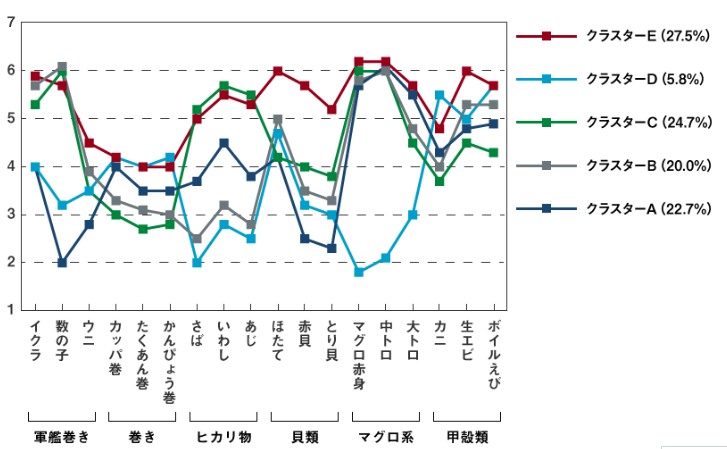 7
6
5
4
3
2
1
クラスターE（27.5%）
クラスターD（5.8%）
クラスターC（24.7%）
クラスターB（20.0%）
クラスターA（22.7%）
イクラ
数の子
ウニ
カッパ巻
たくあん巻
かんぴょう巻
さば
いわし
あじ
ほたて
赤貝
とり貝
マグロ赤身
中トロ
大トロ
カニ
生エビ
ボイルえび
軍艦巻き
巻き
ヒカリ物
貝類
マグロ系
甲殻類